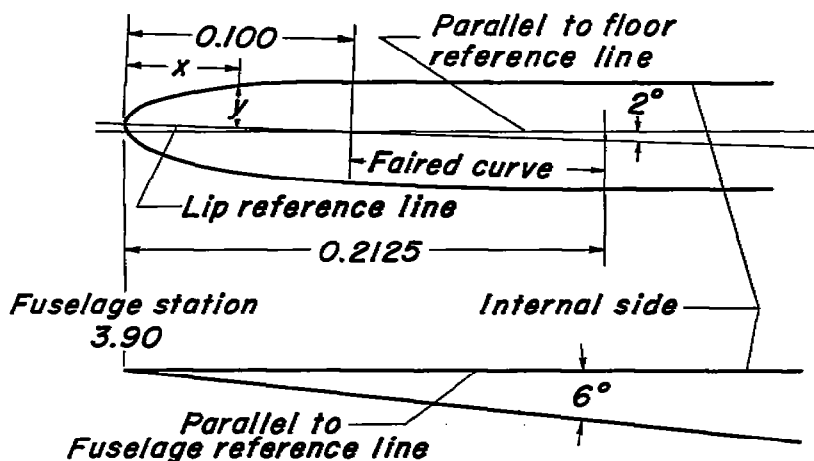 0.100
Parallel to floor
reference line
x
y
2°
Faired curve
Lip reference line
0.2125
Fuselage station
3.90
Internal side
6°
Parallel to
Fuselage reference line